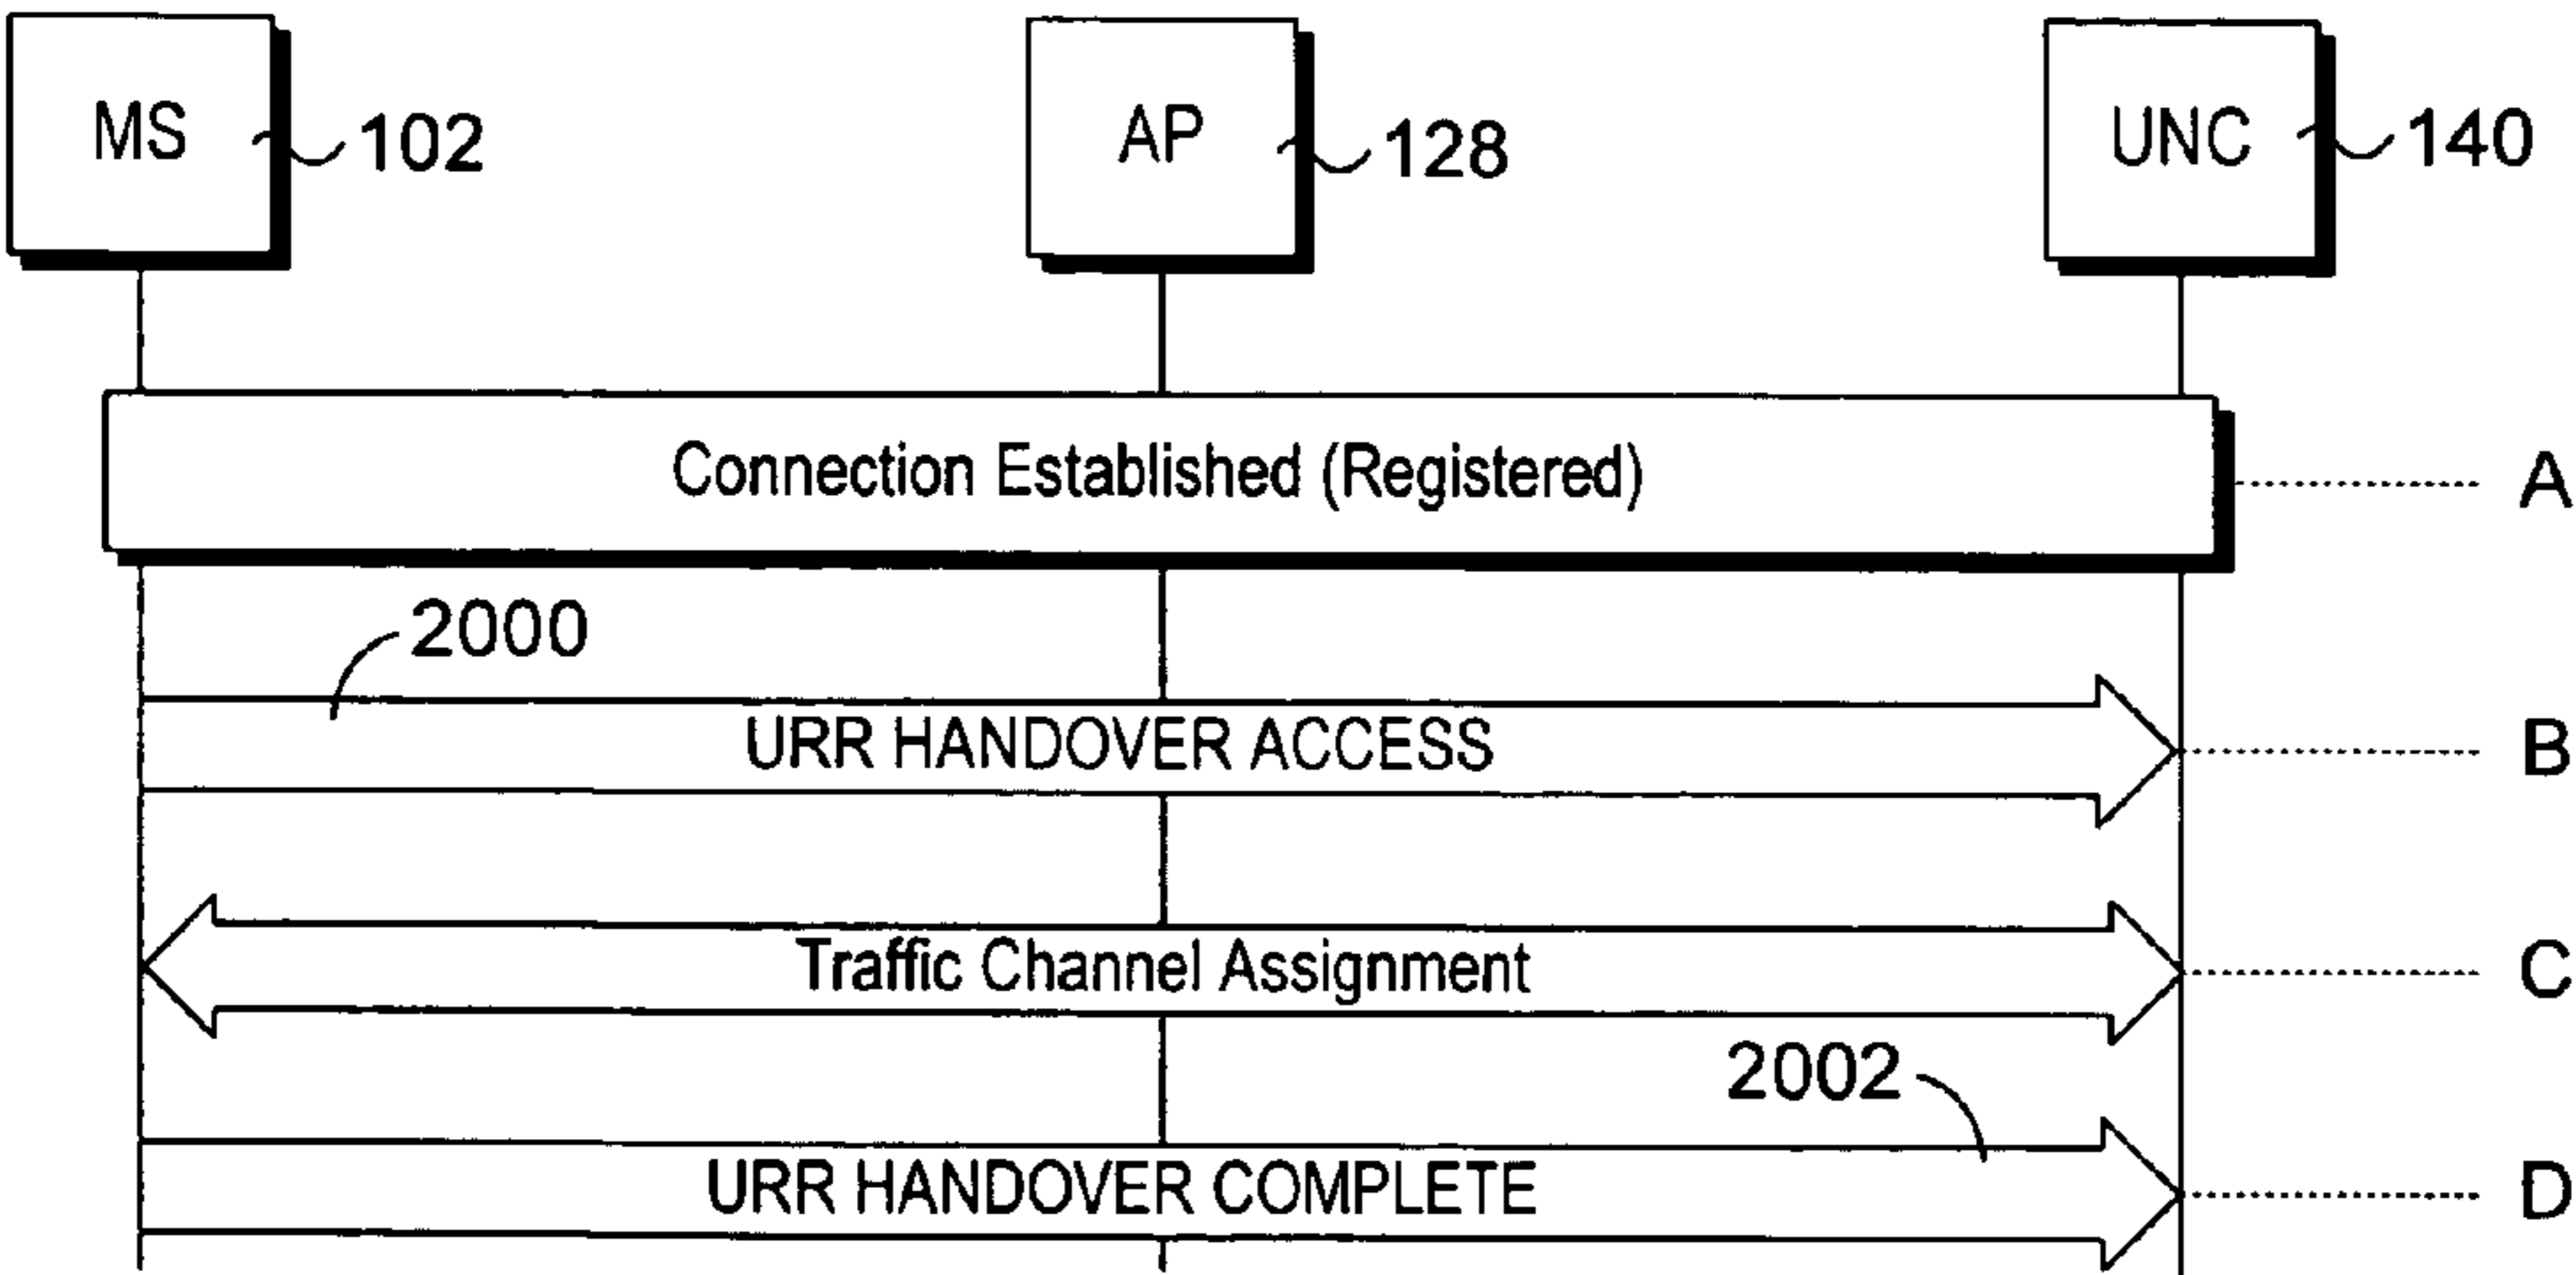 MS
102
AP
128
UNC
140
Connection Established (Registered)
A
2000
URR HANDOVER ACCESS
B
Traffic Channel Assignment
C
2002
URR HANDOVER COMPLETE
D